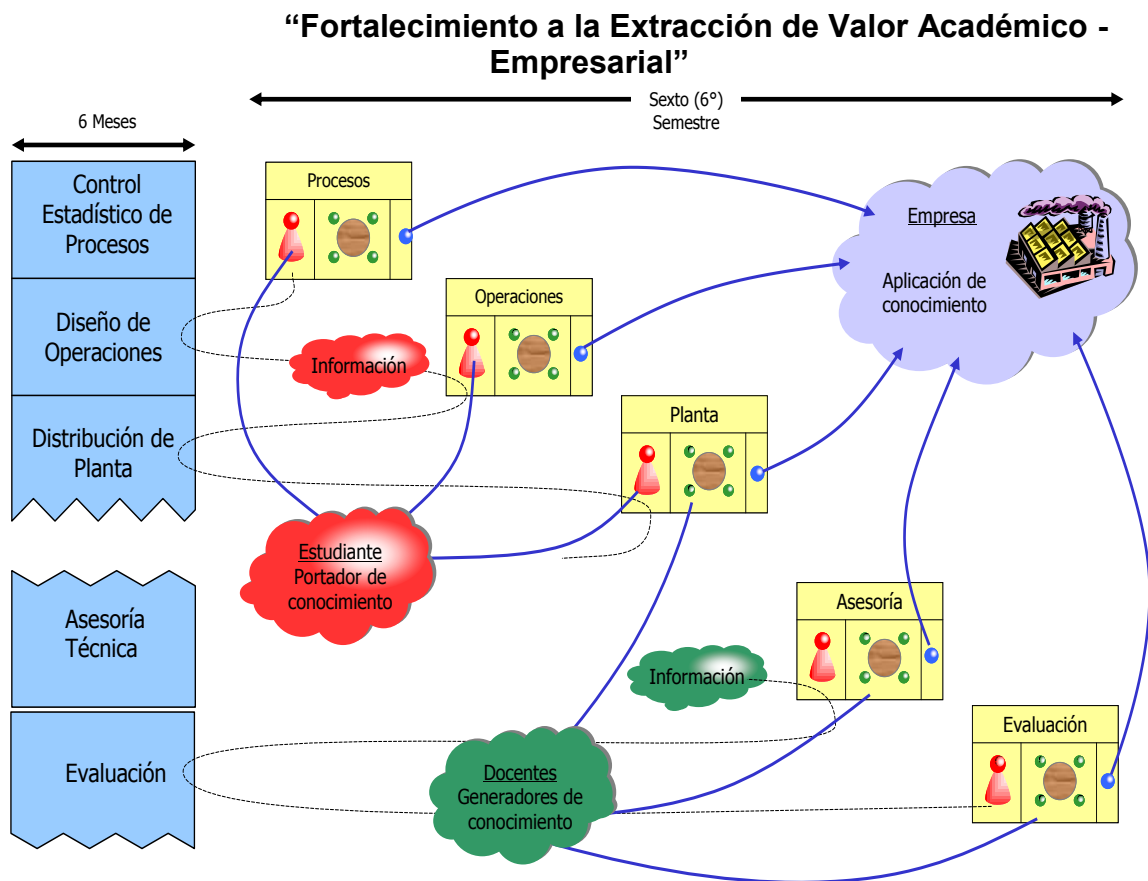 “Fortalecimiento a la Extracción de Valor Académico -
Empresarial”
Sexto (6°)
Semestre
6 Meses
Control
Estadístico de
Procesos
Procesos
Empresa
Aplicación de
conocimiento
Diseño de
Operaciones
Operaciones
Información
Distribución de
Planta
Planta
Estudiante
Portador de
conocimiento
Asesoría
Técnica
Asesoría
Información
Evaluación
Evaluación
Docentes
Generadores de
conocimiento